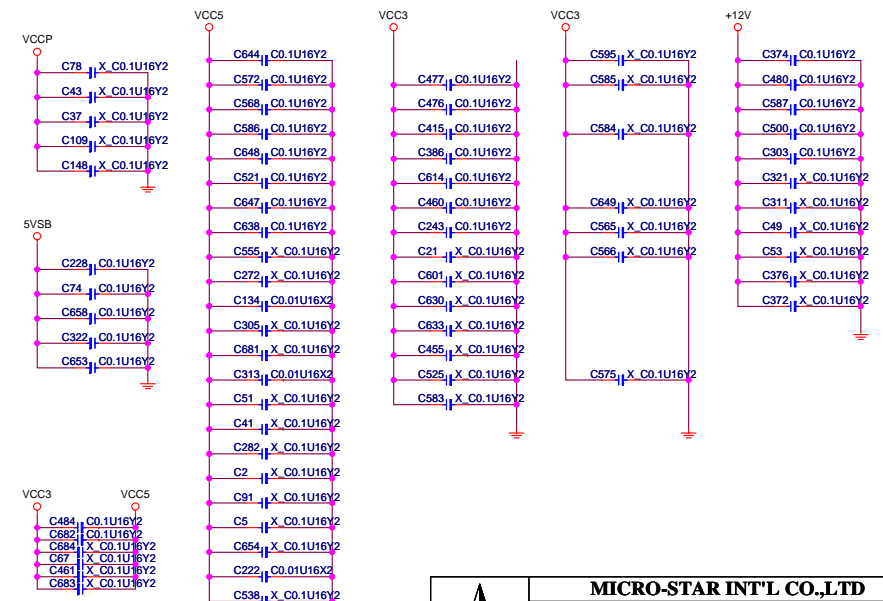 VCCP
C78 X_C0.1U16Y2
C43 X_C0.1U16Y2
C37 X_C0.1U16Y2
C109 X_C0.1U16Y2
C148 X_C0.1U16Y2
5VSB
C228 C0.1U16Y2
C74 C0.1U16Y2
C658 C0.1U16Y2
C322 C0.1U16Y2
C653 C0.1U16Y2
VCC3 VCC5
C484 C0.1U16Y2
C682 C0.1U16Y2
C684 X_C0.1U16Y2
C67 X_C0.1U16Y2
C461 X_C0.1U16Y2
C683 X_C0.1U16Y2
VCC5
C644 C0.1U16Y2
C572 C0.1U16Y2
C568 C0.1U16Y2
C586 C0.1U16Y2
C648 C0.1U16Y2
C521 C0.1U16Y2
C647 C0.1U16Y2
C638 C0.1U16Y2
C555 X_C0.1U16Y2
C272 X_C0.1U16Y2
C134 C0.01U16X2
C305 X_C0.1U16Y2
C681 X_C0.1U16Y2
C313 C0.01U16X2
C51 X_C0.1U16Y2
C41 X_C0.1U16Y2
C282 X_C0.1U16Y2
C2 X_C0.1U16Y2
C91 X_C0.1U16Y2
C5 X_C0.1U16Y2
C654 X_C0.1U16Y2
C222 C0.01U16X2
C538 X_C0.1U16Y2
VCC3
C477 C0.1U16Y2
C476 C0.1U16Y2
C415 C0.1U16Y2
C386 C0.1U16Y2
C614 C0.1U16Y2
C460 C0.1U16Y2
C243 C0.1U16Y2
C21 X_C0.1U16Y2
C601 X_C0.1U16Y2
C630 X_C0.1U16Y2
C633 X_C0.1U16Y2
C455 X_C0.1U16Y2
C525 X_C0.1U16Y2
C583 X_C0.1U16Y2
VCC3
C595 X_C0.1U16Y2
C585 X_C0.1U16Y2
C584 X_C0.1U16Y2
C649 X_C0.1U16Y2
C565 X_C0.1U16Y2
C566 X_C0.1U16Y2
C575 X_C0.1U16Y2
+12V
C374 C0.1U16Y2
C480 C0.1U16Y2
C587 C0.1U16Y2
C500 C0.1U16Y2
C303 C0.1U16Y2
C321 X_C0.1U16Y2
C311 X_C0.1U16Y2
C49 X_C0.1U16Y2
C53 X_C0.1U16Y2
C376 X_C0.1U16Y2
C372 X_C0.1U16Y2
MICRO-STAR INT'L CO.,LTD